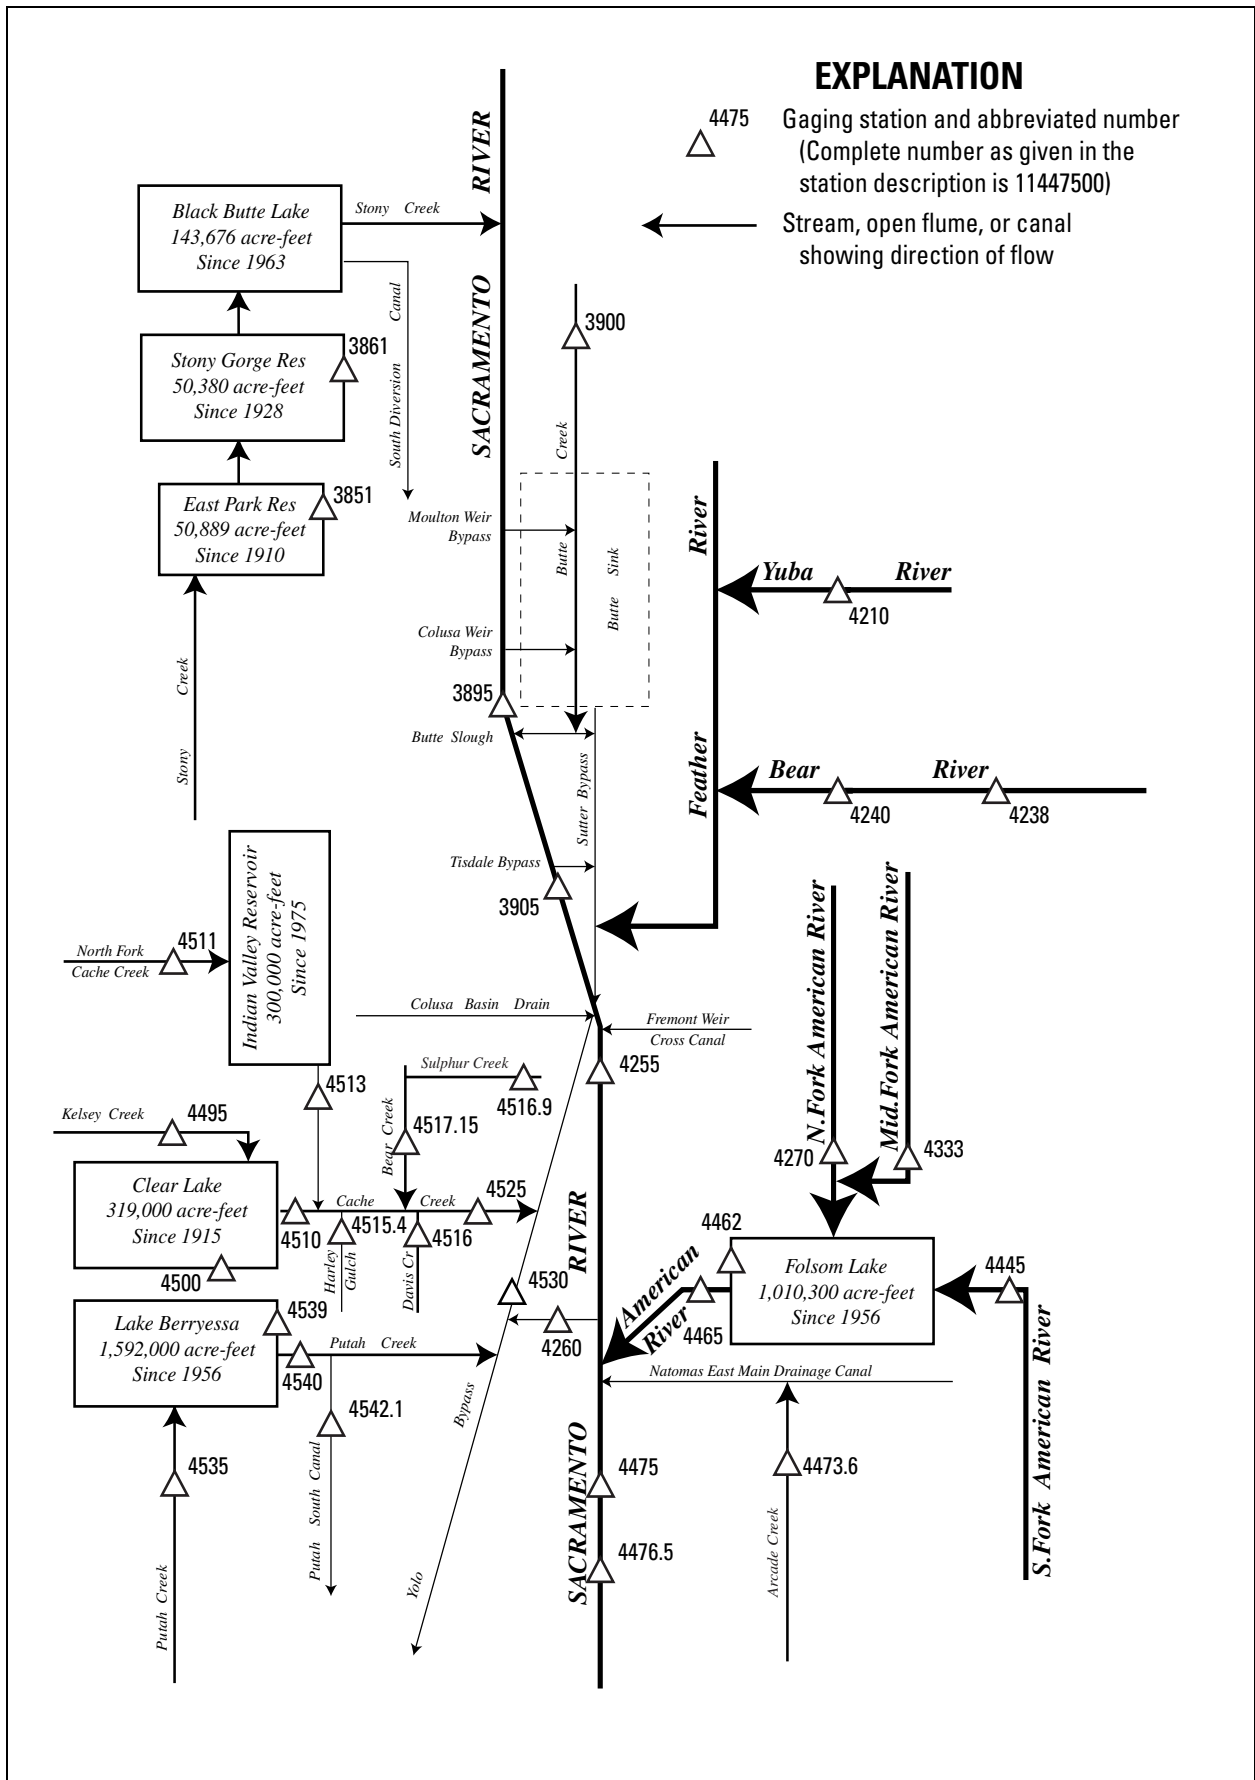 EXPLANATION
4475
Gaging station and abbreviated number
(Complete number as given in the
station description is 11447500)
Stream, open flume, or canal
showing direction of flow
SACRAMENTO RIVER
Black Butte Lake
143,676 acre-feet
Since 1963
Stony Creek
South Diversion Canal
Stony Gorge Res
50,380 acre-feet
Since 1928
3861
East Park Res
50,889 acre-feet
Since 1910
3851
Stony Creek
3900
Butte Creek
Butte Sink
Moulton Weir
Bypass
Colusa Weir
Bypass
3895
Butte Slough
Sutter Bypass
Tisdale Bypass
3905
Feather River
Yuba River
4210
Bear River
4240
4238
Indian Valley Reservoir
300,000 acre-feet
Since 1975
4511
North Fork
Cache Creek
Colusa Basin Drain
Fremont Weir
Cross Canal
4255
4513
Sulphur Creek
4516.9
Bear Creek
4517.15
Kelsey Creek
4495
Clear Lake
319,000 acre-feet
Since 1915
4500
4510
Cache Creek
4515.4
Harley
Gulch
4516
Davis Cr
4525
4530
4260
Lake Berryessa
1,592,000 acre-feet
Since 1956
4539
4540
Putah Creek
4542.1
Putah South Canal
4535
Putah Creek
Yolo Bypass
N.Fork American River
4270
Mid.Fork American River
4333
Folsom Lake
1,010,300 acre-feet
Since 1956
4462
4465
American
River
4445
S.Fork American River
Natomas East Main Drainage Canal
4473.6
Arcade Creek
SACRAMENTO RIVER
4475
4476.5